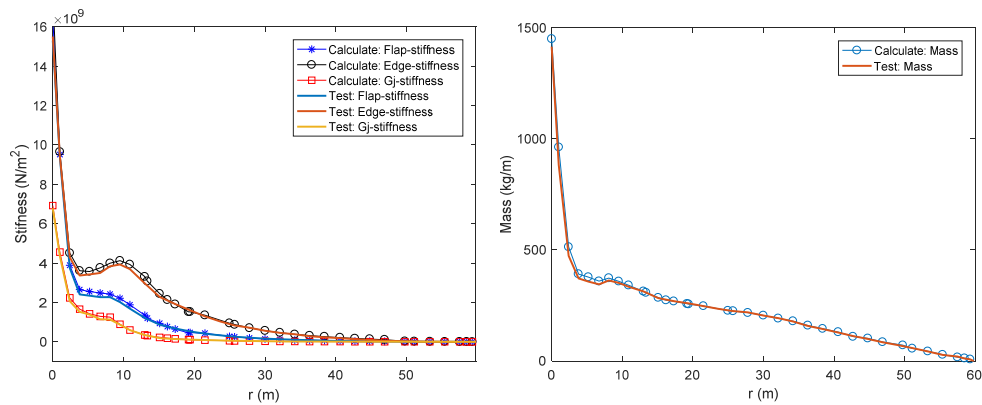 ×10⁹
16
14
12
10
8
6
4
2
0
Stifness (N/m²)
0 10 20 30 40 50
r (m)
Calculate: Flap-stiffness
Calculate: Edge-stiffness
Calculate: Gj-stiffness
Test: Flap-stiffness
Test: Edge-stiffness
Test: Gj-stiffness
1500
1000
500
0
Mass (kg/m)
0 10 20 30 40 50 60
r (m)
Calculate: Mass
Test: Mass